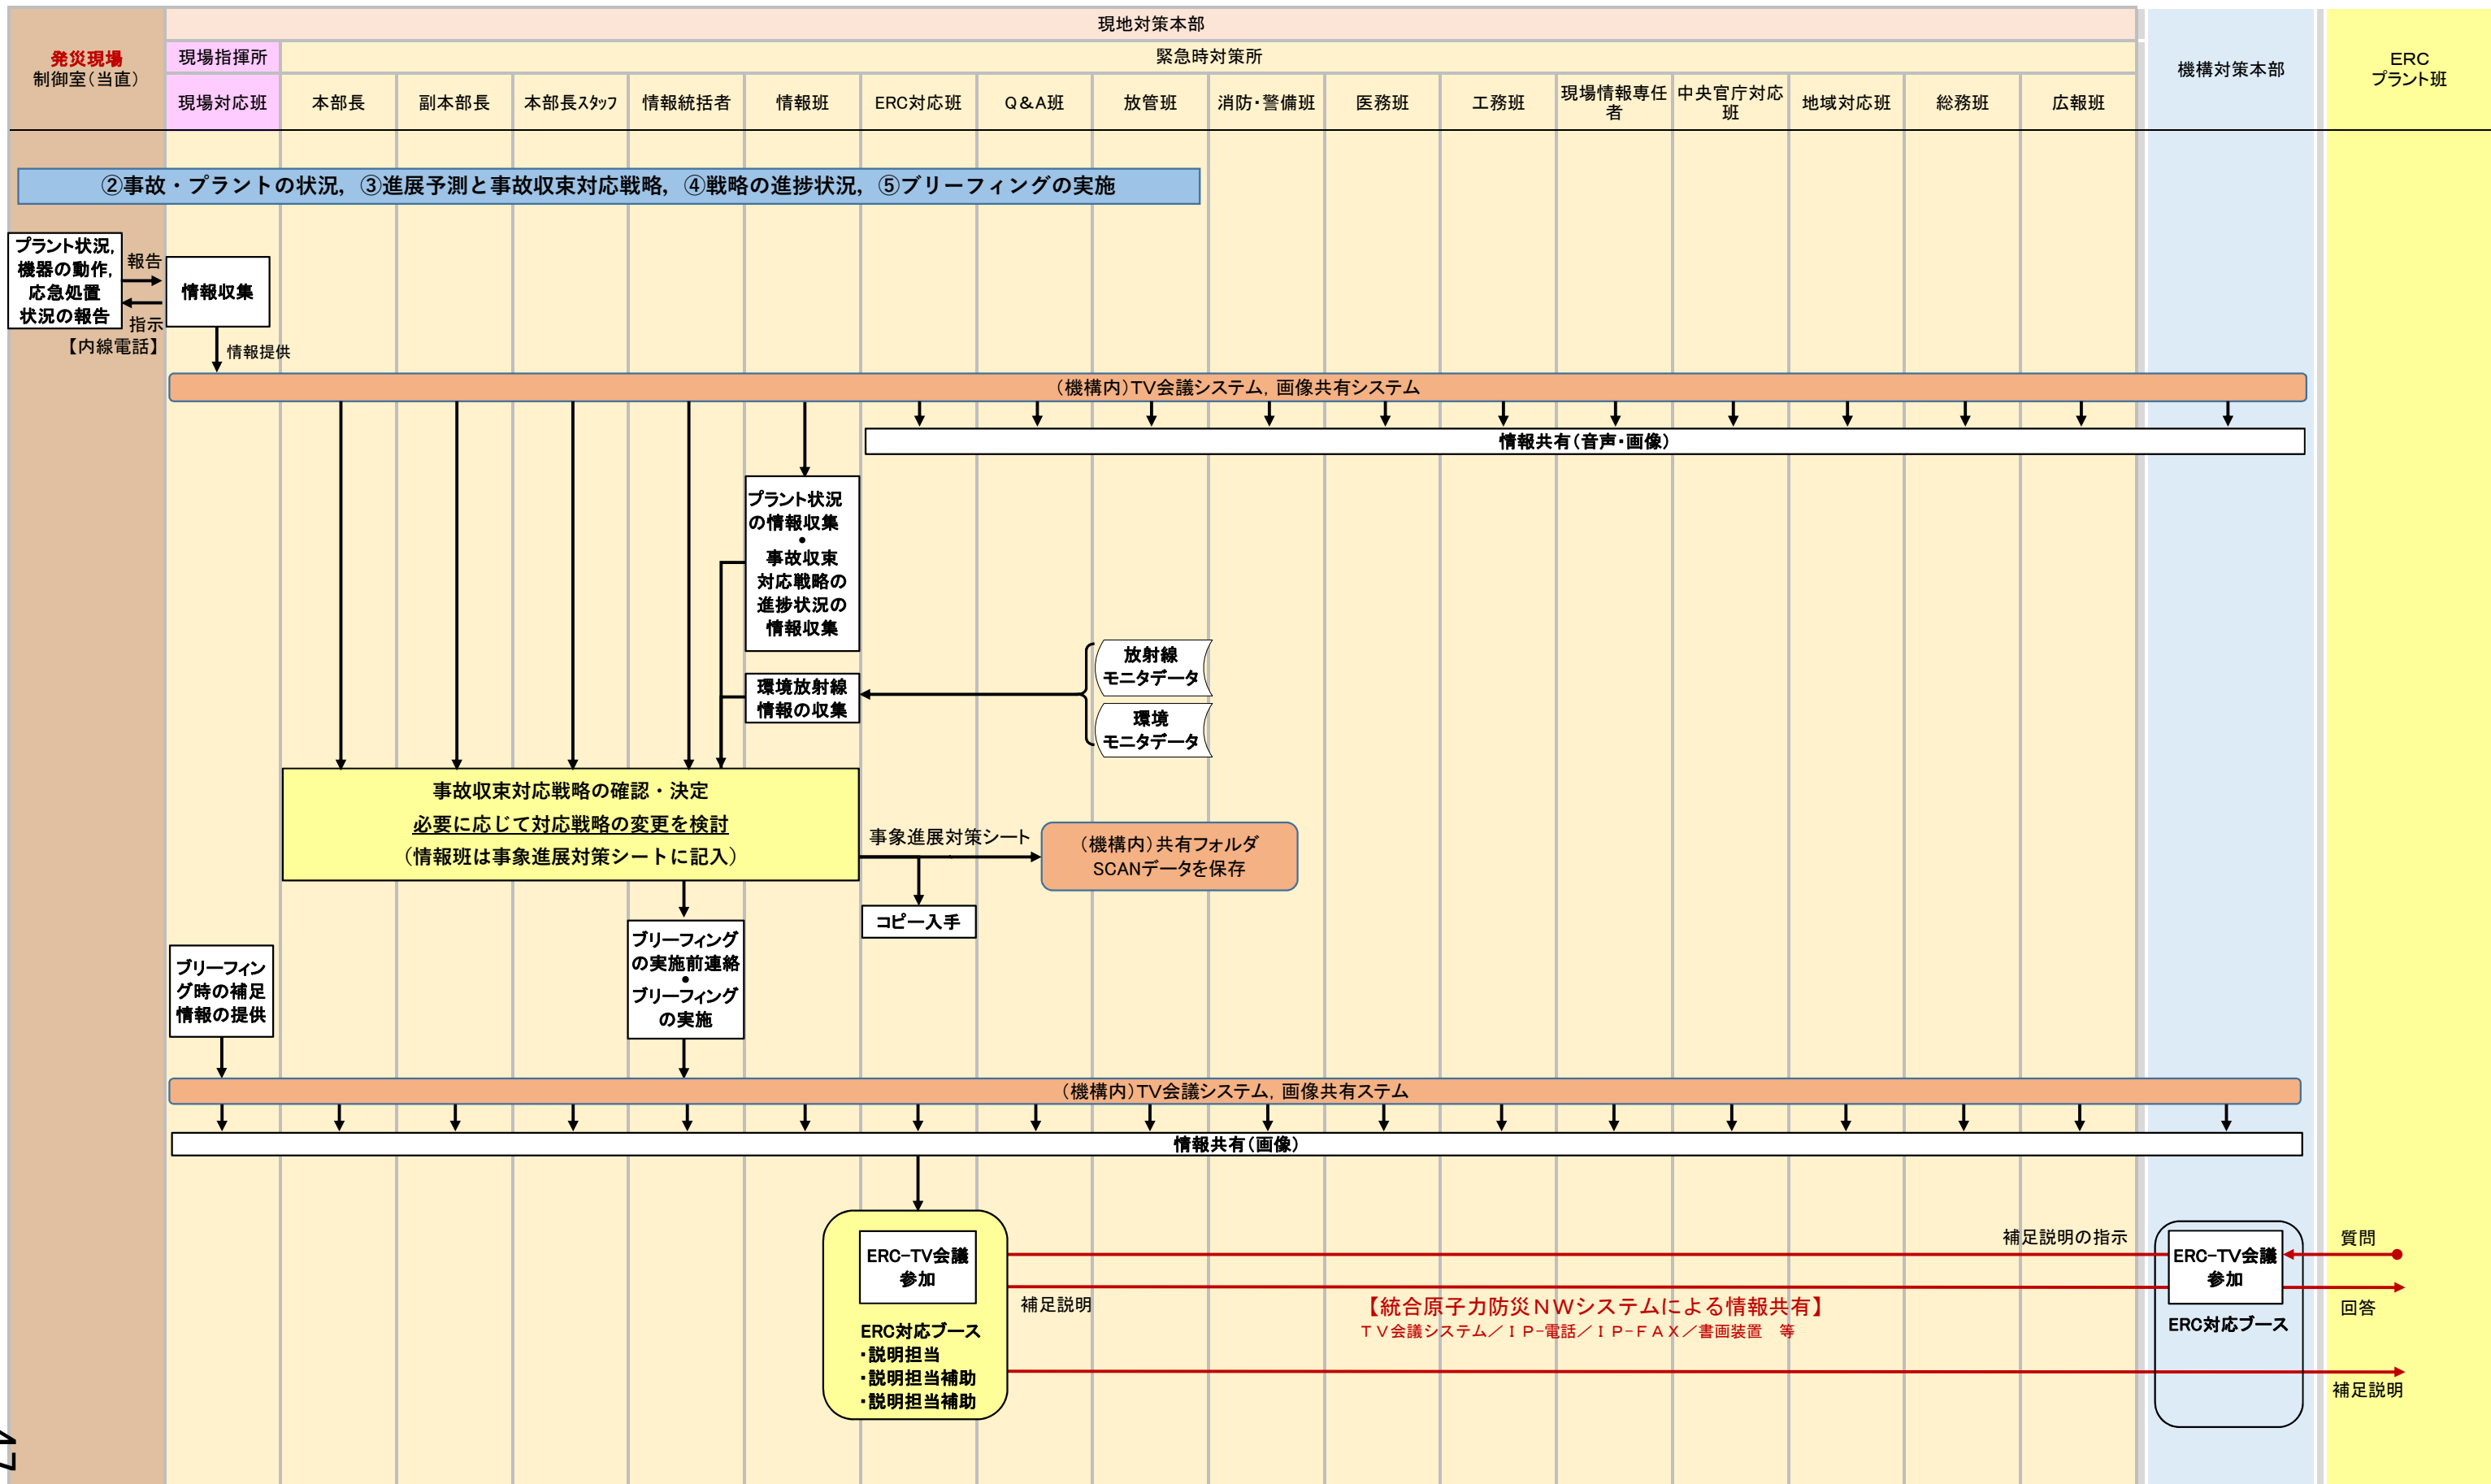 現地対策本部
発災現場
制御室(当直)
現場指揮所
緊急時対策所
機構対策本部
ERC
プラント班
現場対応班
本部長
副本部長
本部長スタッフ
情報統括者
情報班
ERC対応班
Q&A班
放管班
消防・警備班
医務班
工務班
現場情報専任
者
中央官庁対応
班
地域対応班
総務班
広報班
②事故・プラントの状況, ③進展予測と事故収束対応戦略, ④戦略の進捗状況, ⑤ブリーフィングの実施
プラント状況,
機器の動作,
応急処置
状況の報告
報告
指示
【内線電話】
情報収集
情報提供
(機構内)TV会議システム, 画像共有システム
情報共有(音声・画像)
プラント状況
の情報収集
・
事故収束
対応戦略の
進捗状況の
情報収集
環境放射線
情報の収集
放射線
モニタデータ
環境
モニタデータ
事故収束対応戦略の確認・決定
必要に応じて対応戦略の変更を検討
(情報班は事象進展対策シートに記入)
事象進展対策シート
(機構内)共有フォルダ
SCANデータを保存
コピー入手
ブリーフィング
の実施前連絡
・
ブリーフィング
の実施
ブリーフィン
グ時の補足
情報の提供
(機構内)TV会議システム, 画像共有ステム
情報共有(画像)
ERC-TV会議
参加
ERC対応ブース
・説明担当
・説明担当補助
・説明担当補助
補足説明の指示
補足説明
【統合原子力防災NWシステムによる情報共有】
TV会議システム/IP-電話/IP-FAX/書画装置 等
ERC-TV会議
参加
ERC対応ブース
質問
回答
補足説明
47